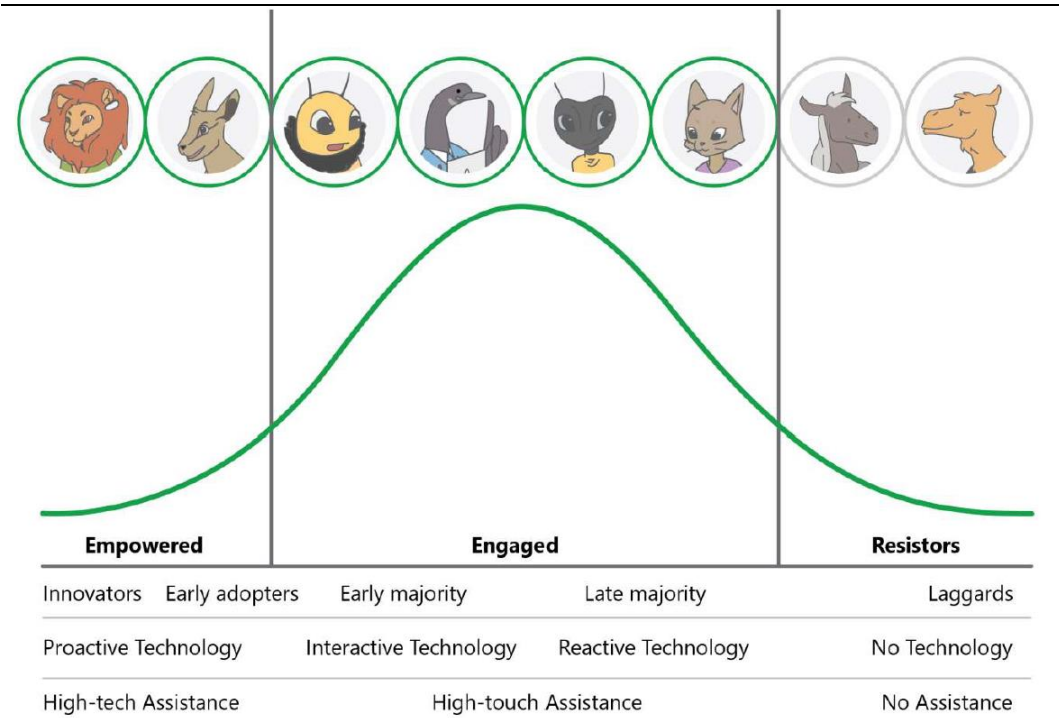 Empowered Engaged Resistors
Innovators Early adopters Early majority Late majority Laggards
Proactive Technology Interactive Technology Reactive Technology No Technology
High-tech Assistance High-touch Assistance No Assistance